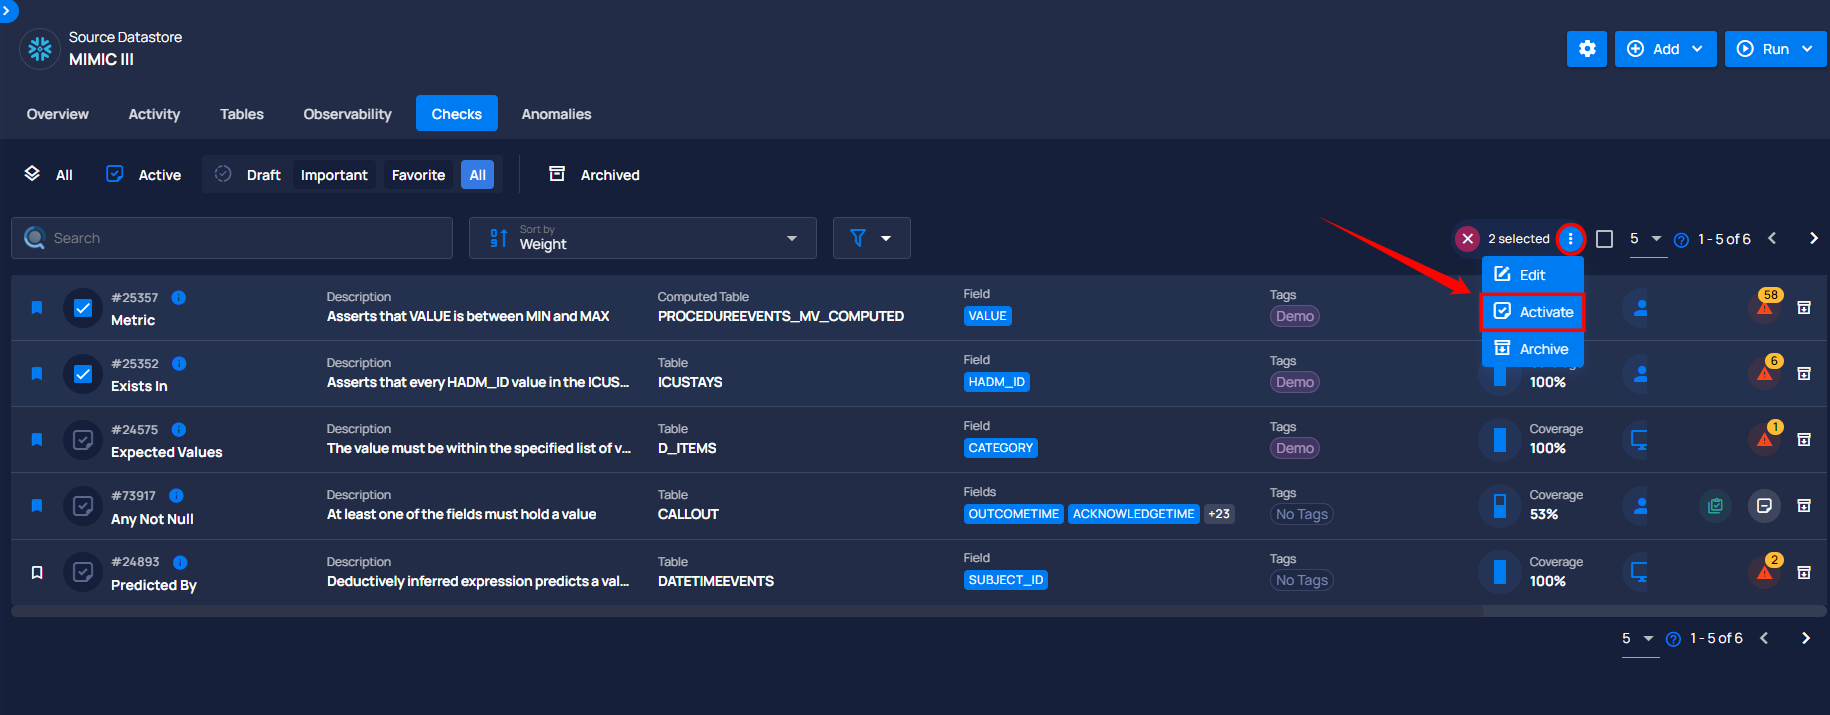 Source Datastore
MIMIC III
Add
Run
Overview
Activity
Tables
Observability
Checks
Anomalies
All
Active
Draft
Important
Favorite
All
Archived
Search
Sort by
Weight
2 selected
5
1 - 5 of 6
Edit
Activate
Archive
#25357
Metric
Description
Asserts that VALUE is between MIN and MAX
Computed Table
PROCEDUREEVENTS_MV_COMPUTED
Field
VALUE
Tags
Demo
58
#25352
Exists In
Description
Asserts that every HADM_ID value in the ICUS...
Table
ICUSTAYS
Field
HADM_ID
Tags
Demo
100%
6
#24575
Expected Values
Description
The value must be within the specified list of v...
Table
D_ITEMS
Field
CATEGORY
Tags
Demo
Coverage
100%
1
#73917
Any Not Null
Description
At least one of the fields must hold a value
Table
CALLOUT
Fields
OUTCOMETIME ACKNOWLEDGETIME +23
Tags
No Tags
Coverage
53%
#24893
Predicted By
Description
Deductively inferred expression predicts a val...
Table
DATETIMEEVENTS
Field
SUBJECT_ID
Tags
No Tags
Coverage
100%
2
5
1 - 5 of 6